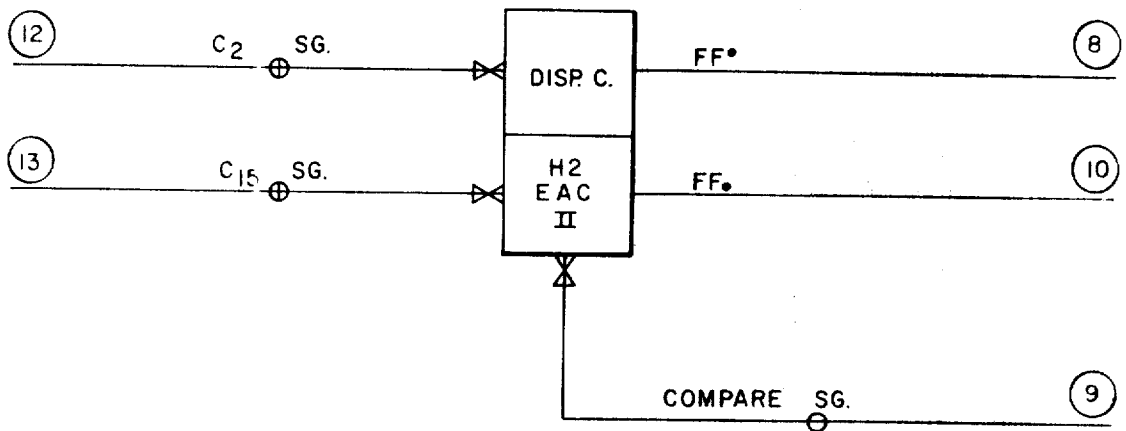 12
C2 SG.
DISP. C.
FF
8
13
C15 SG.
H2
EAC
II
FF
10
COMPARE SG.
9